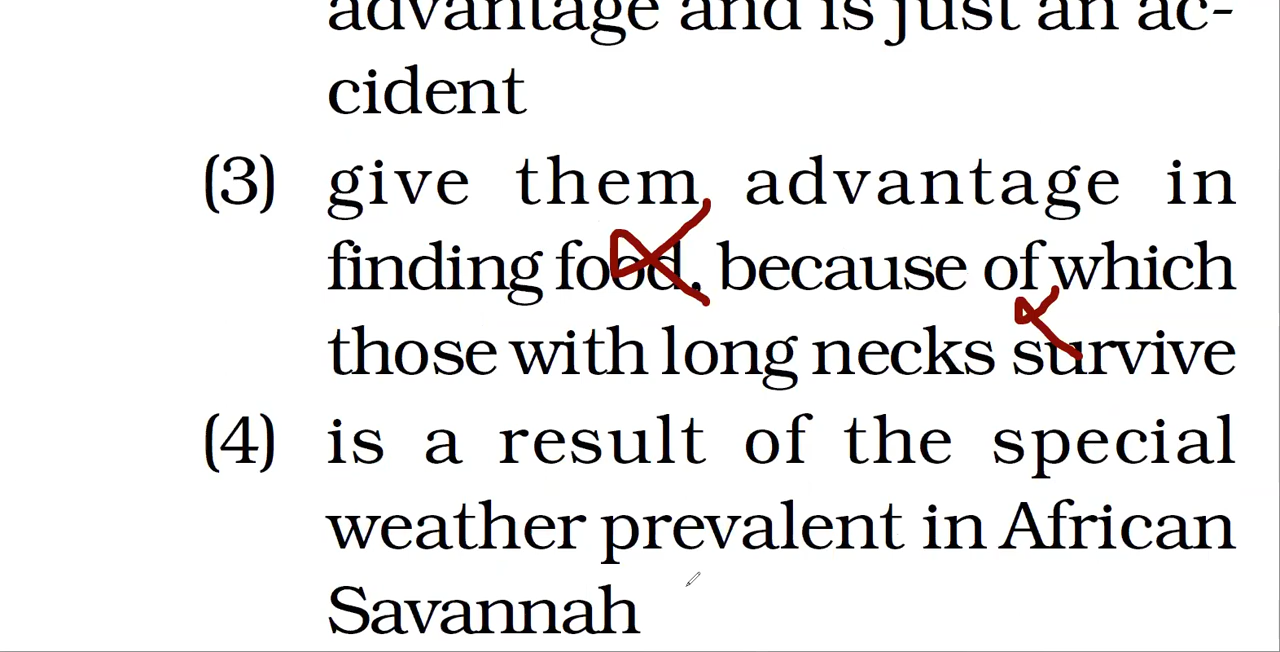 advantage and is just an ac-
cident
(3) give them advantage in
finding food, because of which
those with long necks survive
(4) is a result of the special
weather prevalent in African
Savannah